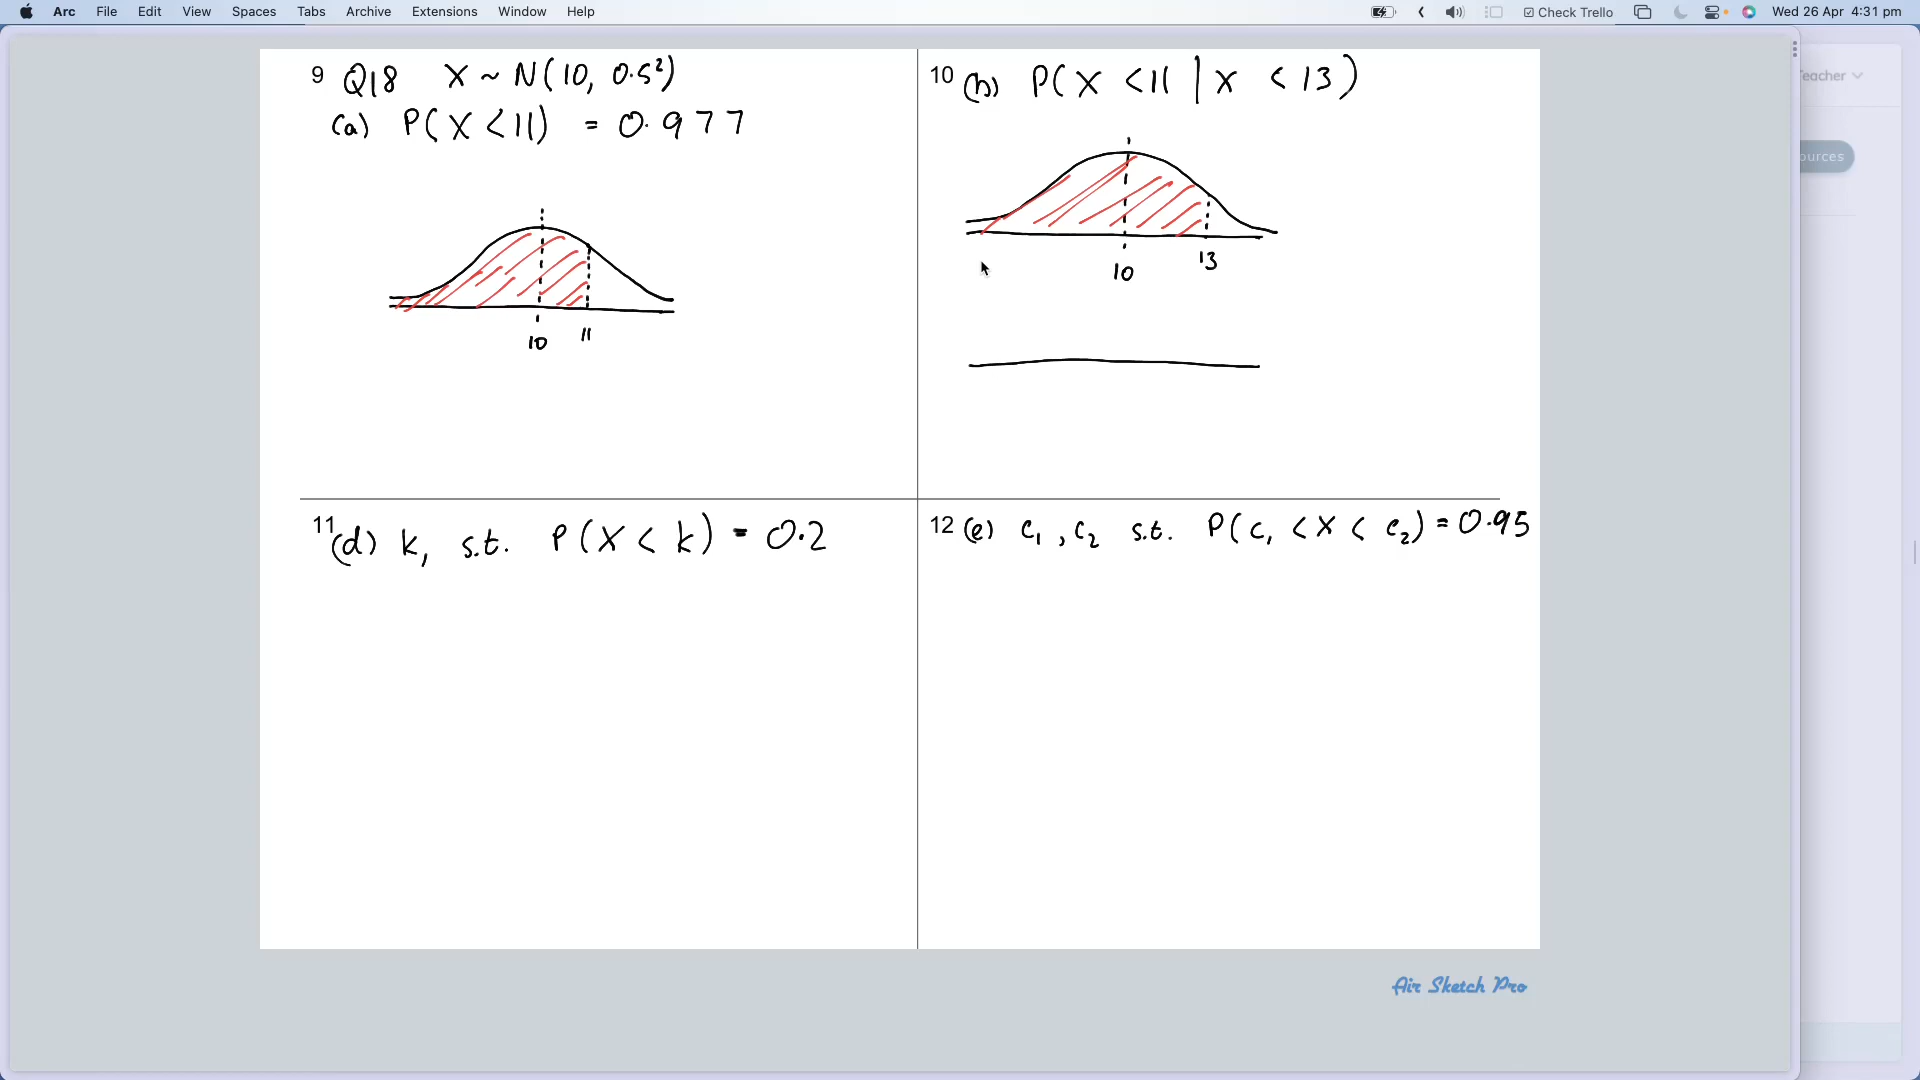 Arc File Edit View Spaces Tabs Archive Extensions Window Help Check Trello Wed 26 Apr 4:31 pm
eacher
ources
9 Q18 X ~ N(10, 0.5²)
(a) P(X < 11) = 0.977
10 11
10 (b) P(X < 11 | X < 13)
10 13
11 (d) k, s.t. P(X < k) = 0.2
12 (e) c₁, c₂ s.t. P(c₁ < X < c₂) = 0.95
Air Sketch Pro